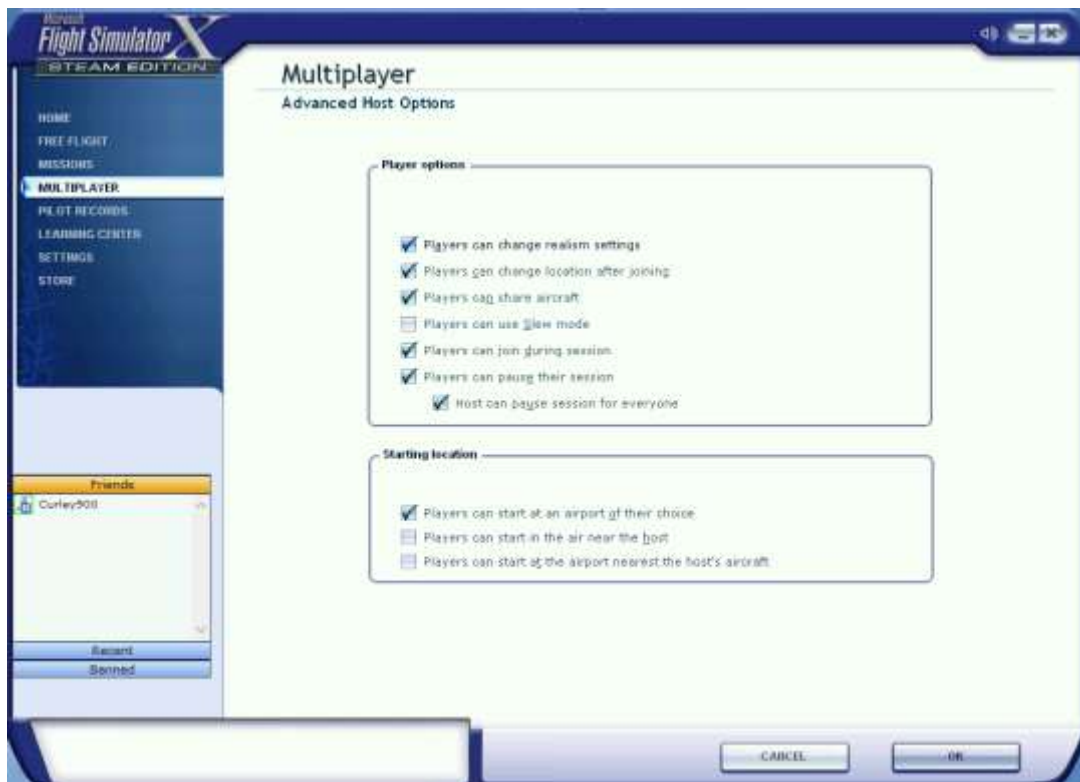 Microsoft
Flight Simulator X
STEAM EDITION
HOME
FREE FLIGHT
MISSIONS
MULTIPLAYER
PILOT RECORDS
LEARNING CENTER
SETTINGS
STORE
Friends
Curley900
Recent
Banned
Multiplayer
Advanced Host Options
Player options
Players can change realism settings
Players can change location after joining
Players can share aircraft
Players can use Slew mode
Players can join during session
Players can pause their session
Host can pause session for everyone
Starting location
Players can start at an airport of their choice
Players can start in the air near the host
Players can start at the airport nearest the host's aircraft
CANCEL
OK